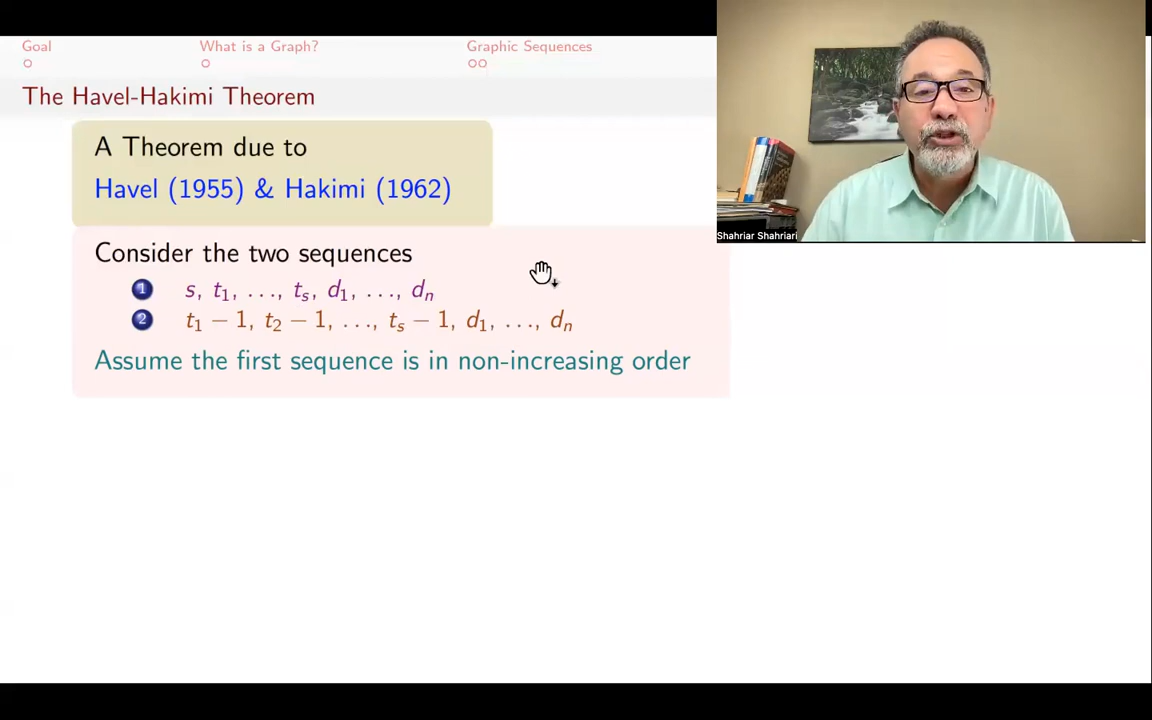 Goal
What is a Graph?
Graphic Sequences
The Havel-Hakimi Theorem
A Theorem due to
Havel (1955) & Hakimi (1962)
Consider the two sequences
1 s, t₁, ..., tₛ, d₁, ..., dₙ
2 t₁ − 1, t₂ − 1, ..., tₛ − 1, d₁, ..., dₙ
Assume the first sequence is in non-increasing order
Shahriar Shahriari